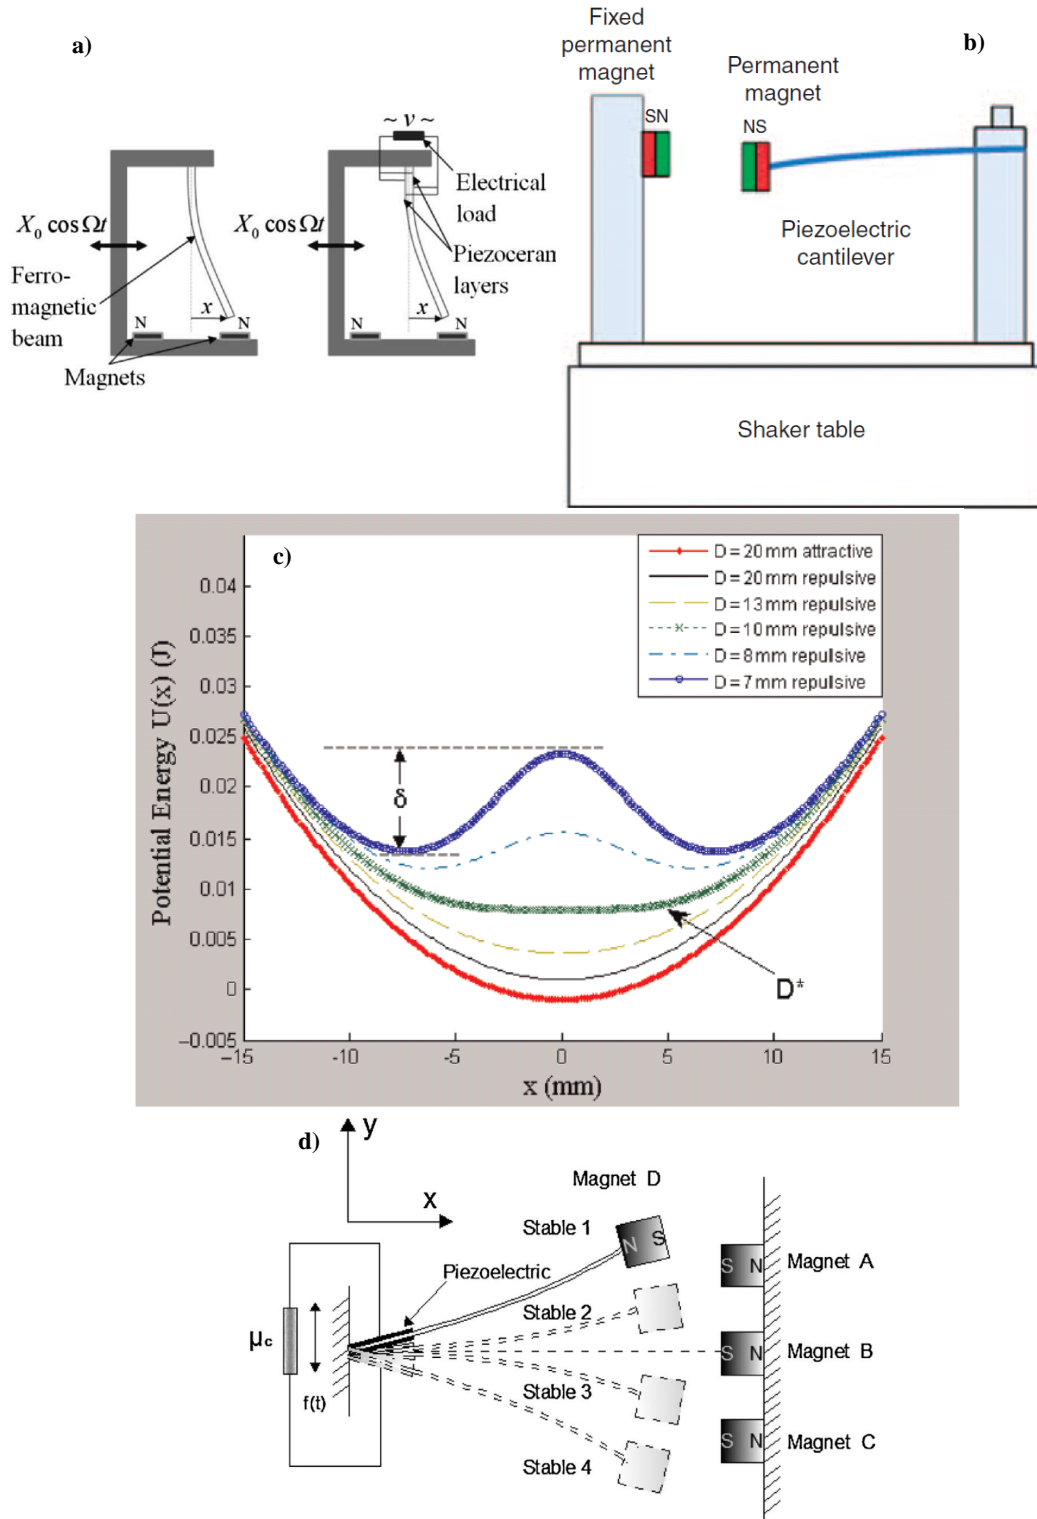 a)
~ v ~
Electrical
load
X₀ cos Ωt
X₀ cos Ωt
Piezoceran
layers
Ferro-
magnetic
beam
x
x
N
N
N
N
Magnets
b)
Fixed
permanent
magnet
Permanent
magnet
SN
NS
Piezoelectric
cantilever
Shaker table
c)
D = 20 mm attractive
D = 20 mm repulsive
D = 13 mm repulsive
D = 10 mm repulsive
D = 8 mm repulsive
D = 7 mm repulsive
Potential Energy U(x) (J)
0.04
0.035
0.03
0.025
0.02
0.015
0.01
0.005
0
−0.005
δ
D*
−15
-10
-5
0
5
10
15
x (mm)
d)
y
x
Magnet D
Stable 1
N S
Piezoelectric
S N
Magnet A
Stable 2
μc
S N
Magnet B
f(t)
Stable 3
S N
Magnet C
Stable 4